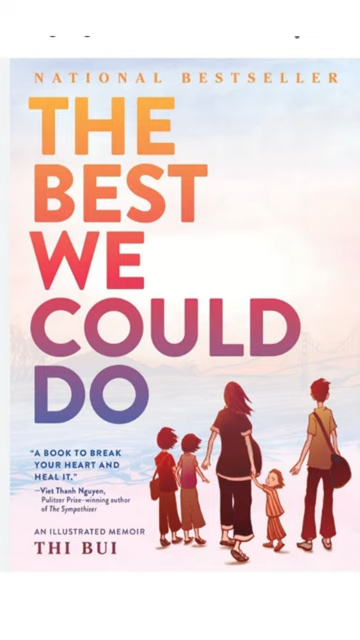 NATIONAL BESTSELLER
THE
BEST
WE
COULD
DO
"A BOOK TO BREAK
YOUR HEART AND
HEAL IT."
—Viet Thanh Nguyen,
Pulitzer Prize–winning author
of The Sympathizer
AN ILLUSTRATED MEMOIR
THI BUI